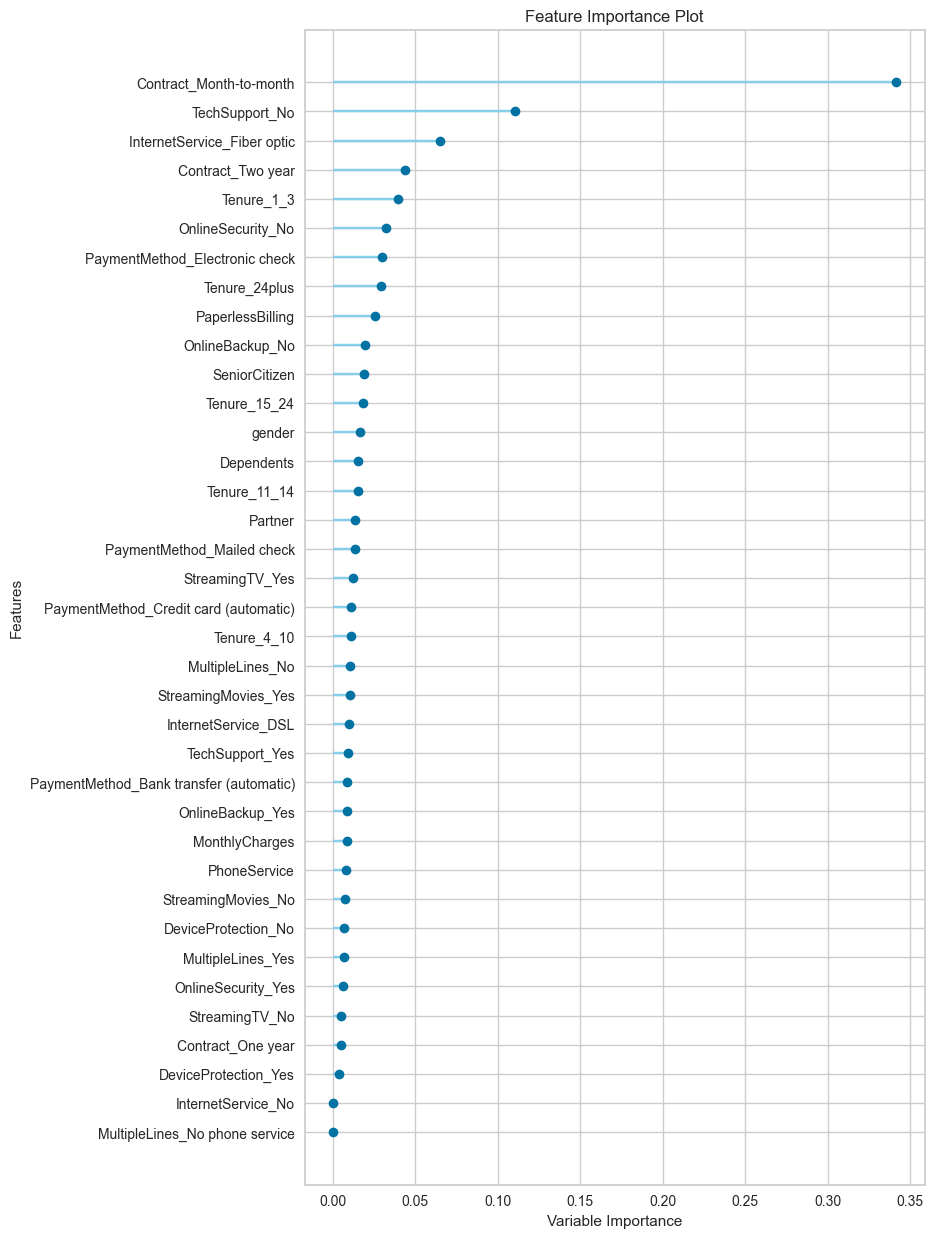 Feature Importance Plot
Contract_Month-to-month
TechSupport_No
InternetService_Fiber optic
Contract_Two year
Tenure_1_3
OnlineSecurity_No
PaymentMethod_Electronic check
Tenure_24plus
PaperlessBilling
OnlineBackup_No
SeniorCitizen
Tenure_15_24
gender
Dependents
Tenure_11_14
Partner
PaymentMethod_Mailed check
StreamingTV_Yes
PaymentMethod_Credit card (automatic)
Tenure_4_10
MultipleLines_No
StreamingMovies_Yes
InternetService_DSL
TechSupport_Yes
PaymentMethod_Bank transfer (automatic)
OnlineBackup_Yes
MonthlyCharges
PhoneService
StreamingMovies_No
DeviceProtection_No
MultipleLines_Yes
OnlineSecurity_Yes
StreamingTV_No
Contract_One year
DeviceProtection_Yes
InternetService_No
MultipleLines_No phone service
Features
0.00 0.05 0.10 0.15 0.20 0.25 0.30 0.35
Variable Importance